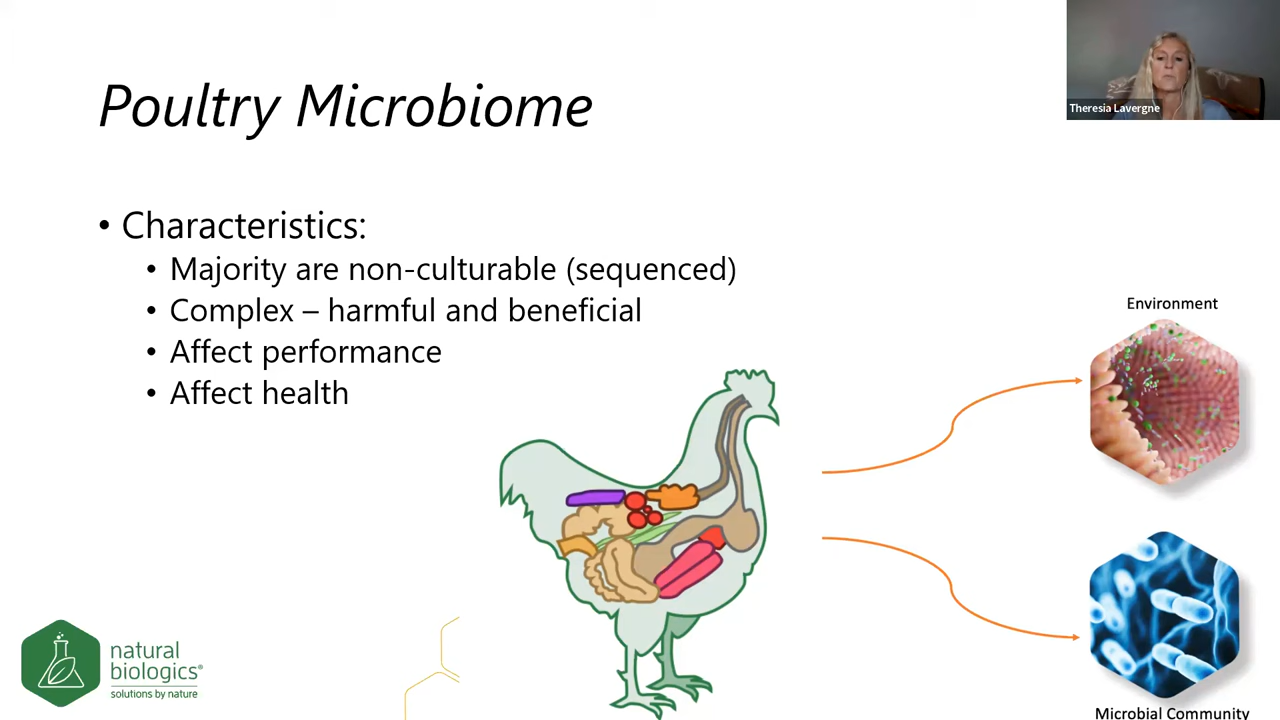 Poultry Microbiome
Theresia Lavergne
• Characteristics:
• Majority are non-culturable (sequenced)
• Complex – harmful and beneficial
• Affect performance
• Affect health
Environment
Microbial Community
natural
biologics®
solutions by nature